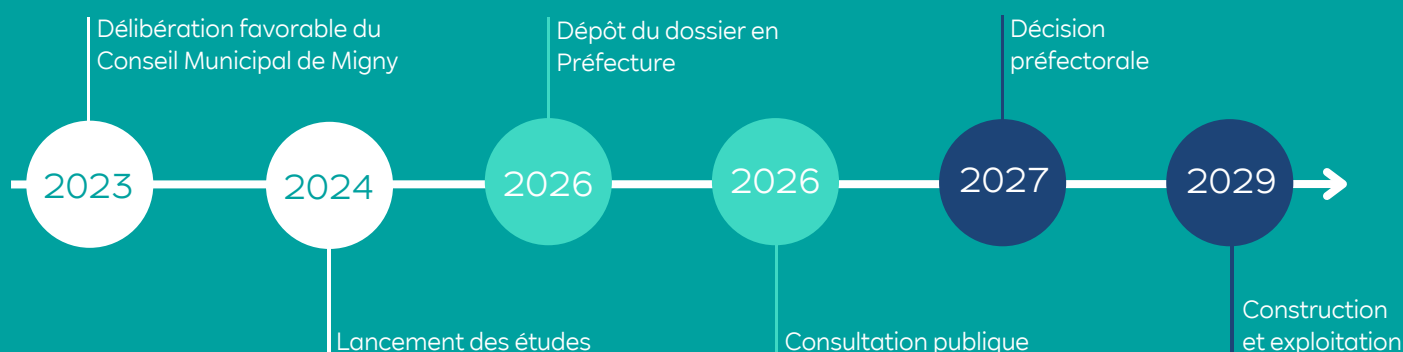 Délibération favorable du
Conseil Municipal de Migny
Dépôt du dossier en
Préfecture
Décision
préfectorale
2023
2024
2026
2026
2027
2029
Lancement des études
Consultation publique
Construction
et exploitation